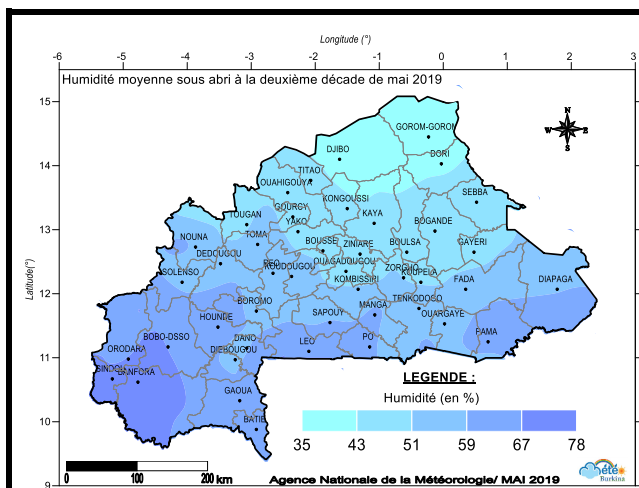 Longitude (°)
-6 -5 -4 -3 -2 -1 0 1 2 3
Humidité moyenne sous abri à la deuxième décade de mai 2019
15
N
W E
S
GOROM-GOROM
DJIBO
14
DORI
TITAO
OUAHIGOUYA
SEBBA
KONGOUSSI
GOURCY
TOUGAN
KAYA
13
YAKO
BOGANDE
NOUNA
TOMA
BOUSSE
ZINIARE
BOULSA
GAYERI
DEDOUGOU
OUAGADOUGOU
REO
KOUDOUGOU
ZORGHO
KOUPELA
SOLENSO
KOMBISSIRI
FADA
DIAPAGA
12
BOROMO
MANGA
TENKODOGO
HOUNDE
SAPOUY
OUARGAYE
BOBO-DSSO
DANO
LEO
PO
PAMA
ORODARA
DIEBOUGOU
11
SINDOU
BANFORA
GAOUA
BATIE
10
9
Latitude(°)
LEGENDE :
Humidité (en %)
35 43 51 59 67 78
0 100 200 km
Agence Nationale de la Météorologie/ MAI 2019
été
Burkina